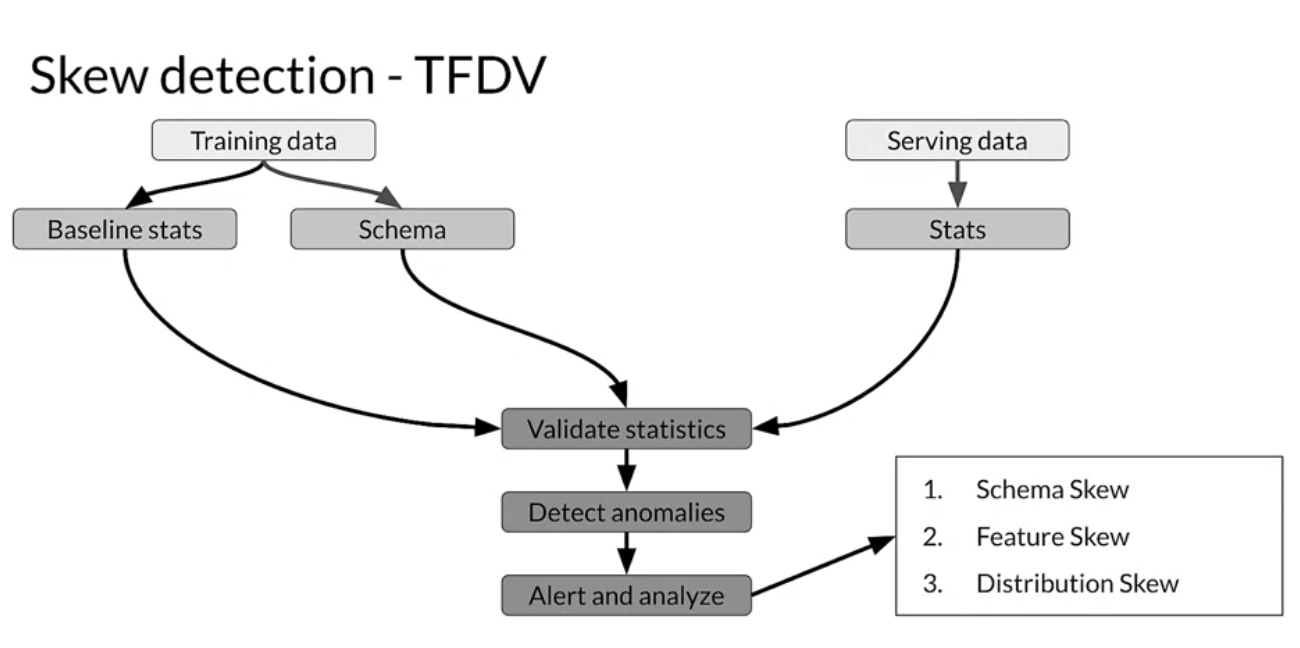 Skew detection - TFDV
Training data
Serving data
Baseline stats
Schema
Stats
Validate statistics
Detect anomalies
Alert and analyze
1. Schema Skew
2. Feature Skew
3. Distribution Skew